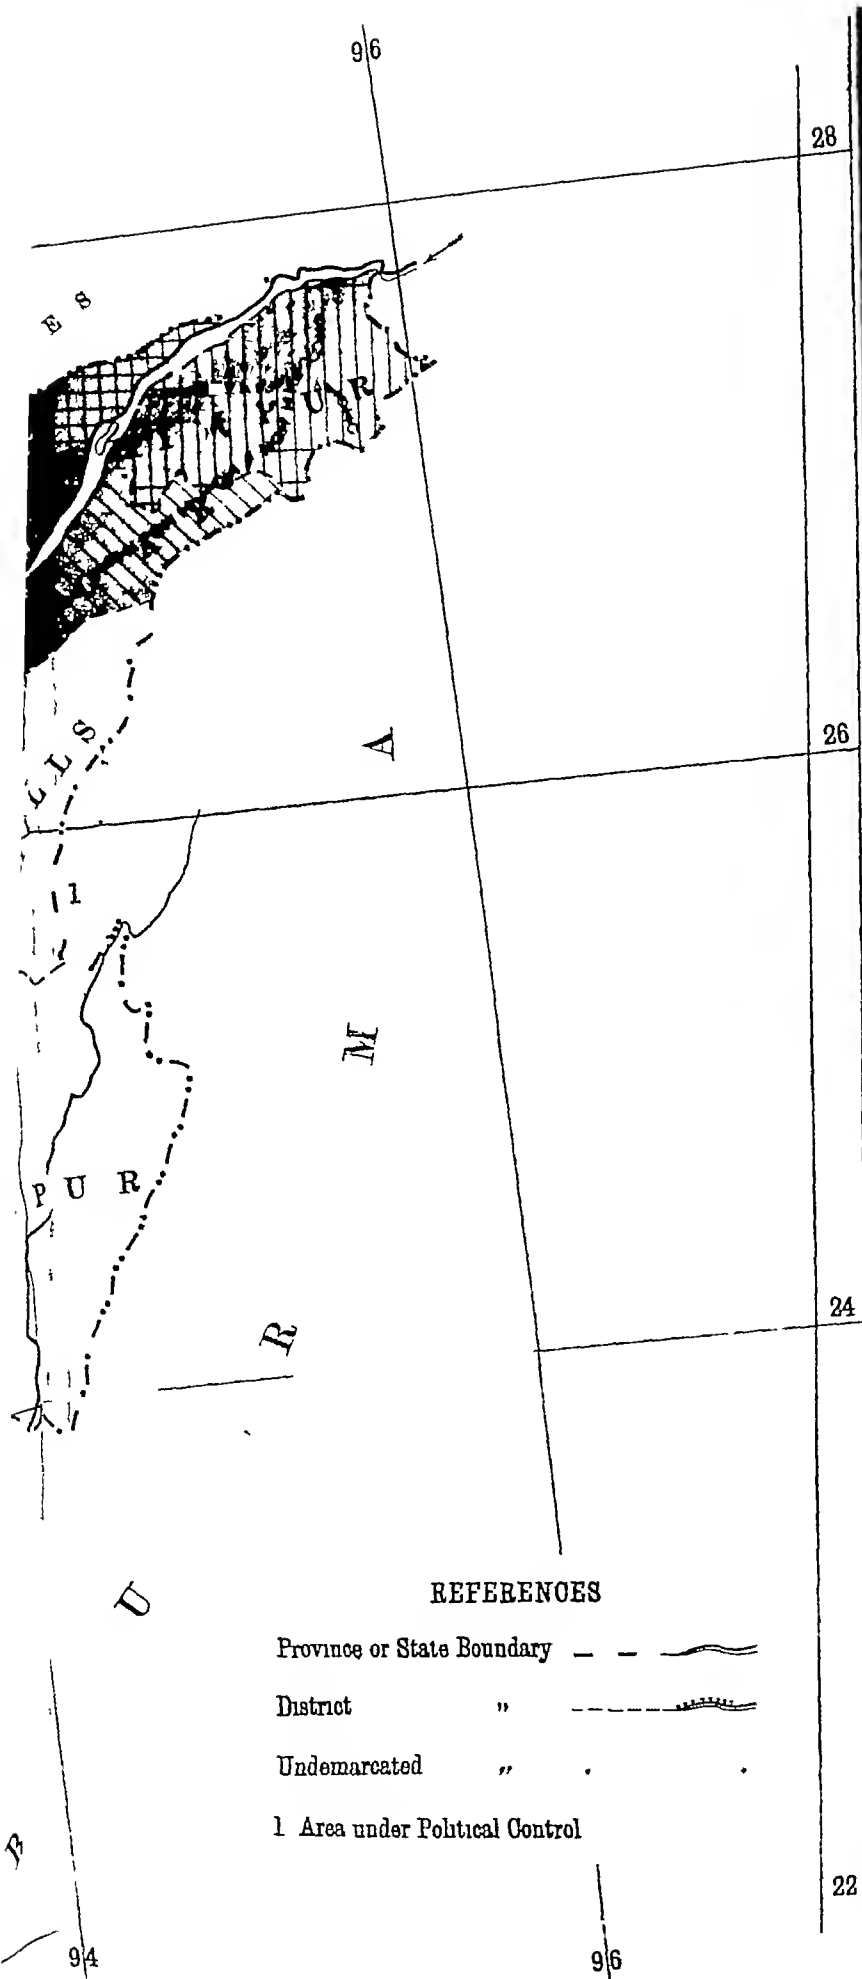 96
28
E S
U R
L L S
A
26
1
M
P U R
24
R
U
REFERENCES
Province or State Boundary
District "
Undemarcated "
1 Area under Political Control
B
22
94
96